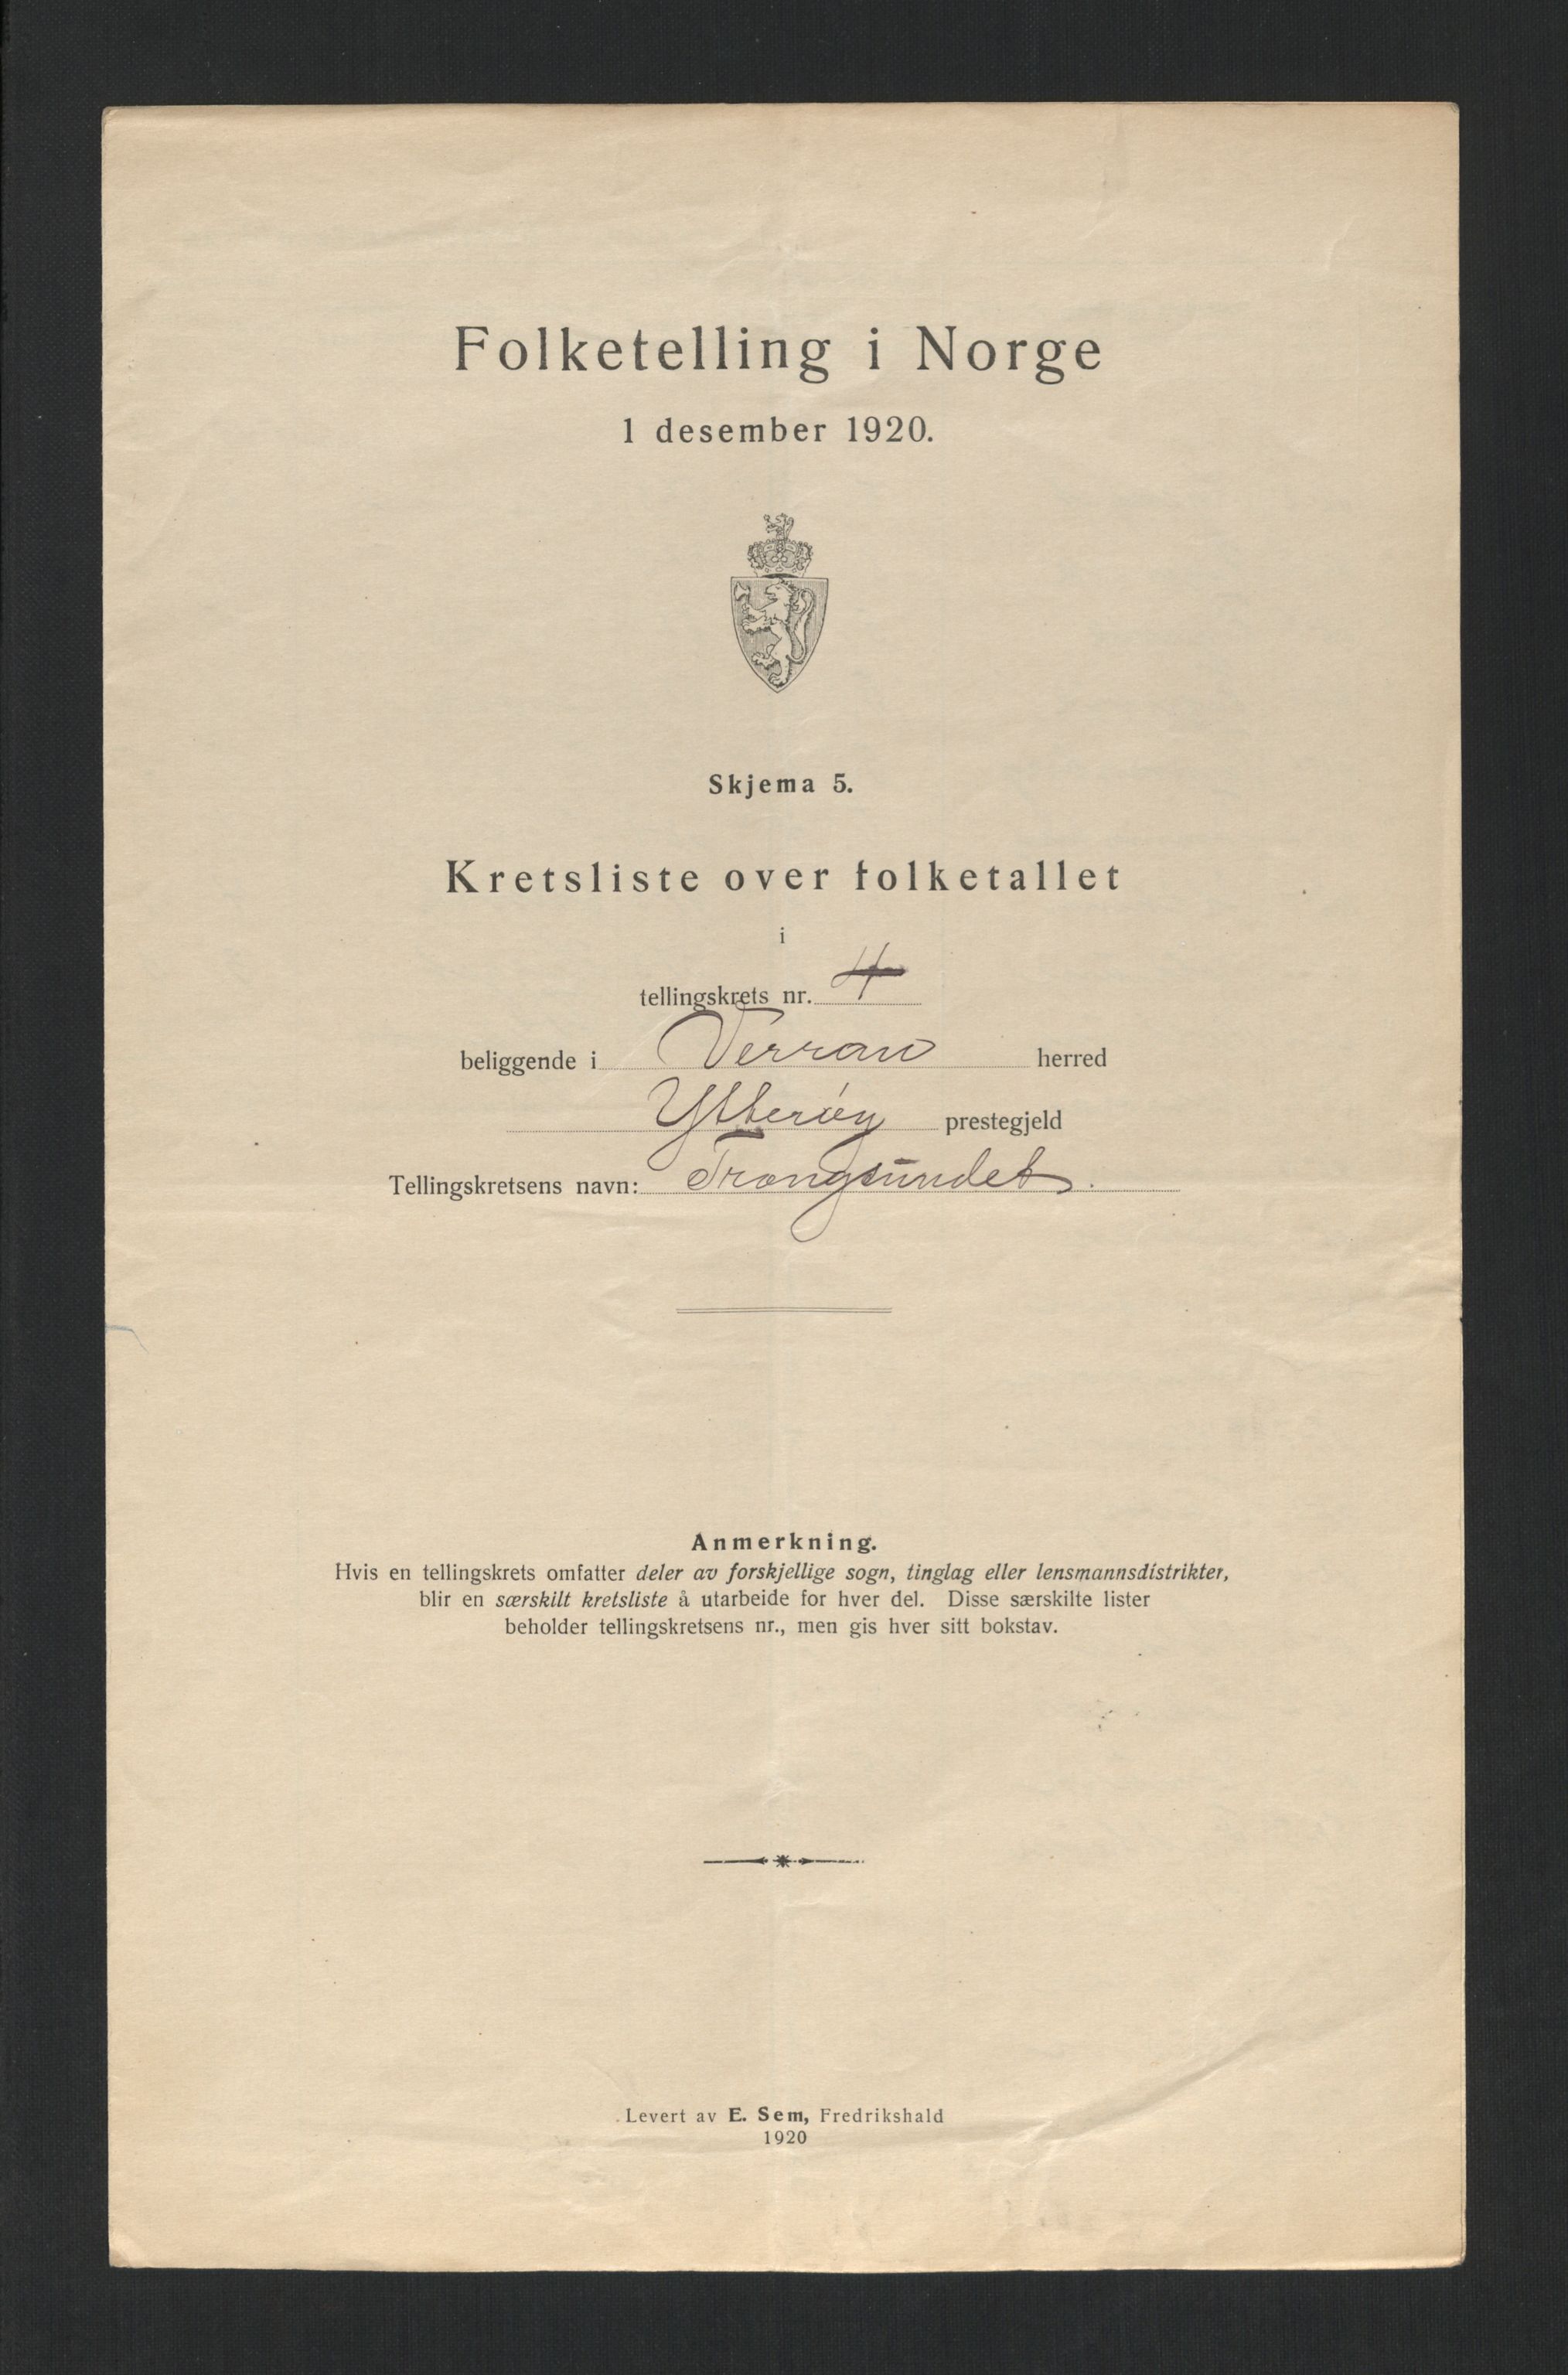 Folketelling i Norge
1 desember 1920.
Skjema 5.
Kretsliste over folketallet
i
tellingskrets nr. 4
beliggende i Verran herred
Ytterøy prestegjeld
Tellingskretsens navn: Trongsundet.
Anmerkning.
Hvis en tellingskrets omfatter deler av forskjellige sogn, tinglag eller lensmannsdistrikter,
blir en særskilt kretsliste å utarbeide for hver del. Disse særskilte lister
beholder tellingskretsens nr., men gis hver sitt bokstav.
Levert av E. Sem, Fredrikshald
1920